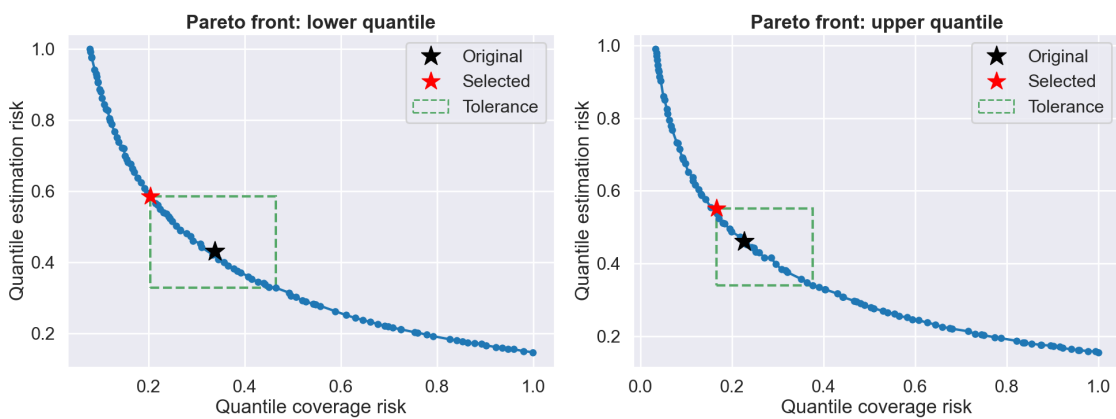 Pareto front: lower quantile
Quantile estimation risk
1.0
0.8
0.6
0.4
0.2
Original
Selected
Tolerance
0.2 0.4 0.6 0.8 1.0
Quantile coverage risk
Pareto front: upper quantile
Quantile estimation risk
1.0
0.8
0.6
0.4
0.2
Original
Selected
Tolerance
0.0 0.2 0.4 0.6 0.8 1.0
Quantile coverage risk